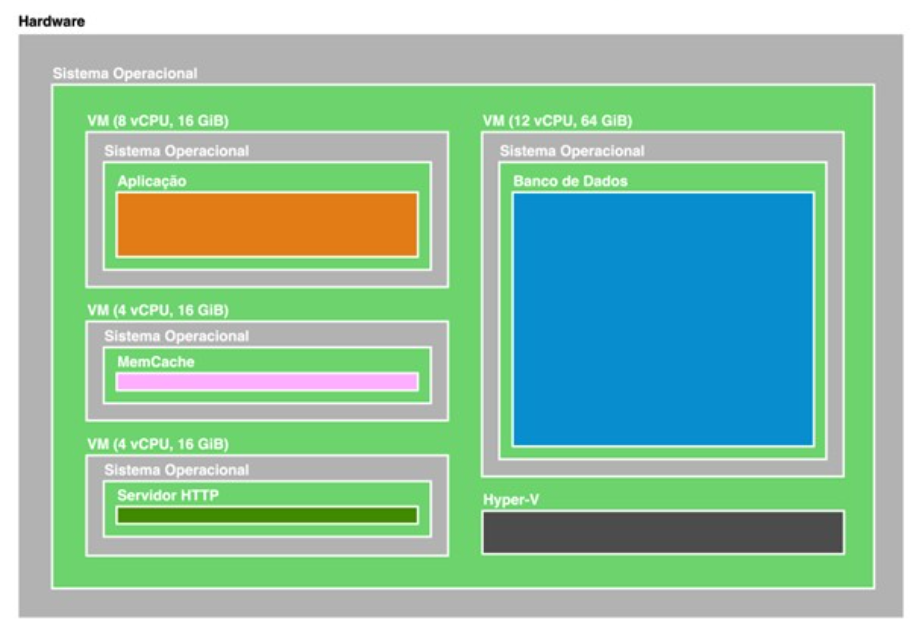 Hardware
Sistema Operacional
VM (8 vCPU, 16 GiB)
Sistema Operacional
Aplicação
VM (4 vCPU, 16 GiB)
Sistema Operacional
MemCache
VM (4 vCPU, 16 GiB)
Sistema Operacional
Servidor HTTP
VM (12 vCPU, 64 GiB)
Sistema Operacional
Banco de Dados
Hyper-V